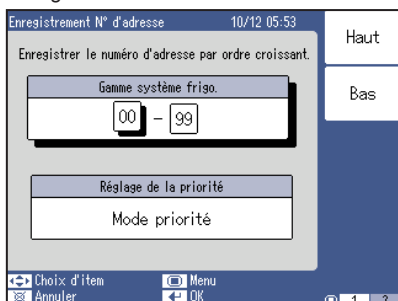 Enregistrement N° d'adresse 10/12 05:53
Haut
Enregistrer le numéro d'adresse par ordre croissant.
Gamme système frigo.
Bas
00 - 99
Réglage de la priorité
Mode priorité
Choix d'item Menu
Annuler OK
1 2